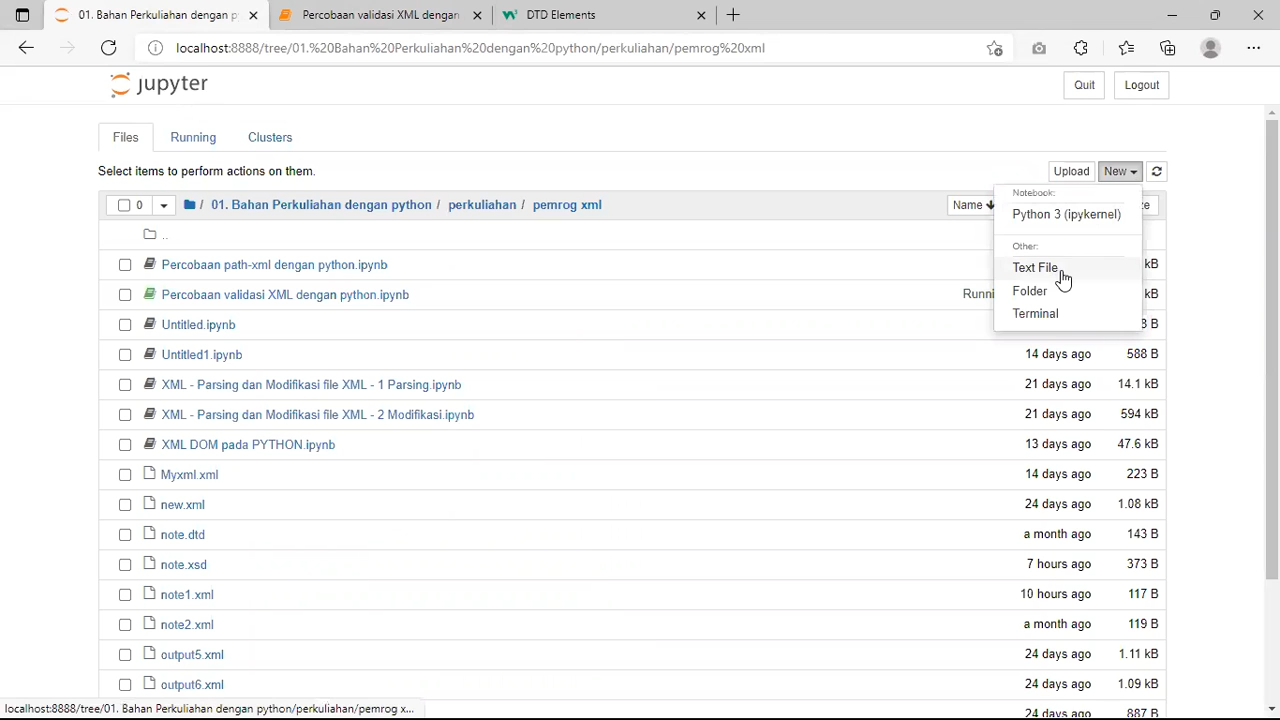 01. Bahan Perkuliahan dengan p
Percobaan validasi XML dengan
DTD Elements
localhost:8888/tree/01.%20Bahan%20Perkuliahan%20dengan%20python/perkuliahan/pemrog%20xml
jupyter
Quit
Logout
Files
Running
Clusters
Select items to perform actions on them.
Upload
New
0
/ 01. Bahan Perkuliahan dengan python / perkuliahan / pemrog xml
Name
Notebook:
Python 3 (ipykernel)
Other:
Text File
Folder
Terminal
..
Percobaan path-xml dengan python.ipynb kB
Percobaan validasi XML dengan python.ipynb Runni kB
Untitled.ipynb B
Untitled1.ipynb 14 days ago 588 B
XML - Parsing dan Modifikasi file XML - 1 Parsing.ipynb 21 days ago 14.1 kB
XML - Parsing dan Modifikasi file XML - 2 Modifikasi.ipynb 21 days ago 594 kB
XML DOM pada PYTHON.ipynb 13 days ago 47.6 kB
Myxml.xml 14 days ago 223 B
new.xml 24 days ago 1.08 kB
note.dtd a month ago 143 B
note.xsd 7 hours ago 373 B
note1.xml 10 hours ago 117 B
note2.xml a month ago 119 B
output5.xml 24 days ago 1.11 kB
output6.xml 24 days ago 1.09 kB
24 days ago 887 B
localhost:8888/tree/01. Bahan Perkuliahan dengan python/perkuliahan/pemrog x...